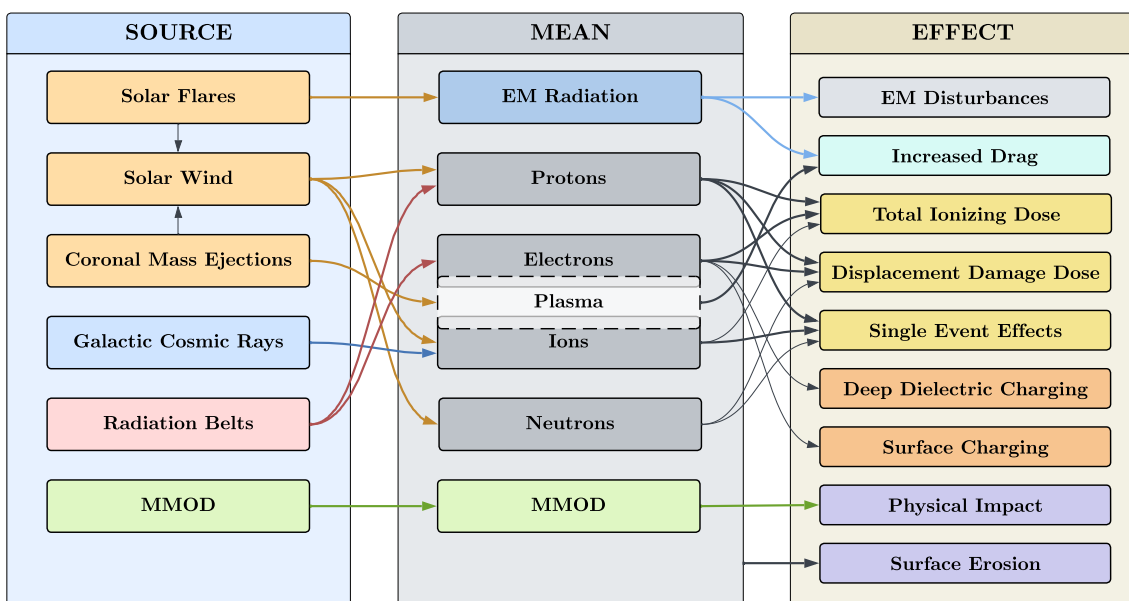 SOURCE
Solar Flares
Solar Wind
Coronal Mass Ejections
Galactic Cosmic Rays
Radiation Belts
MMOD
MEAN
EM Radiation
Protons
Electrons
Plasma
Ions
Neutrons
MMOD
EFFECT
EM Disturbances
Increased Drag
Total Ionizing Dose
Displacement Damage Dose
Single Event Effects
Deep Dielectric Charging
Surface Charging
Physical Impact
Surface Erosion